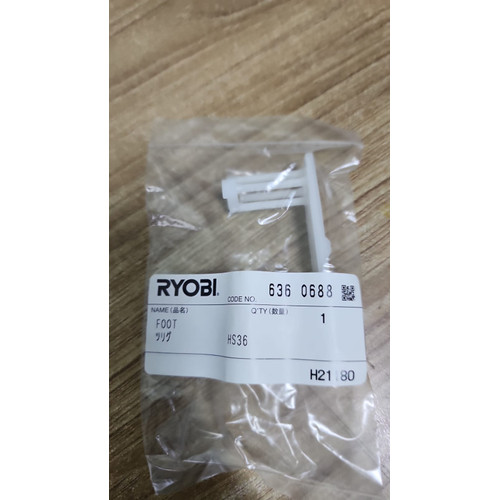 RYOBI. CODE NO. 636 0688
NAME (品名) Q'TY (数量) 1
FOOT
ツリグ HS36
H21 80